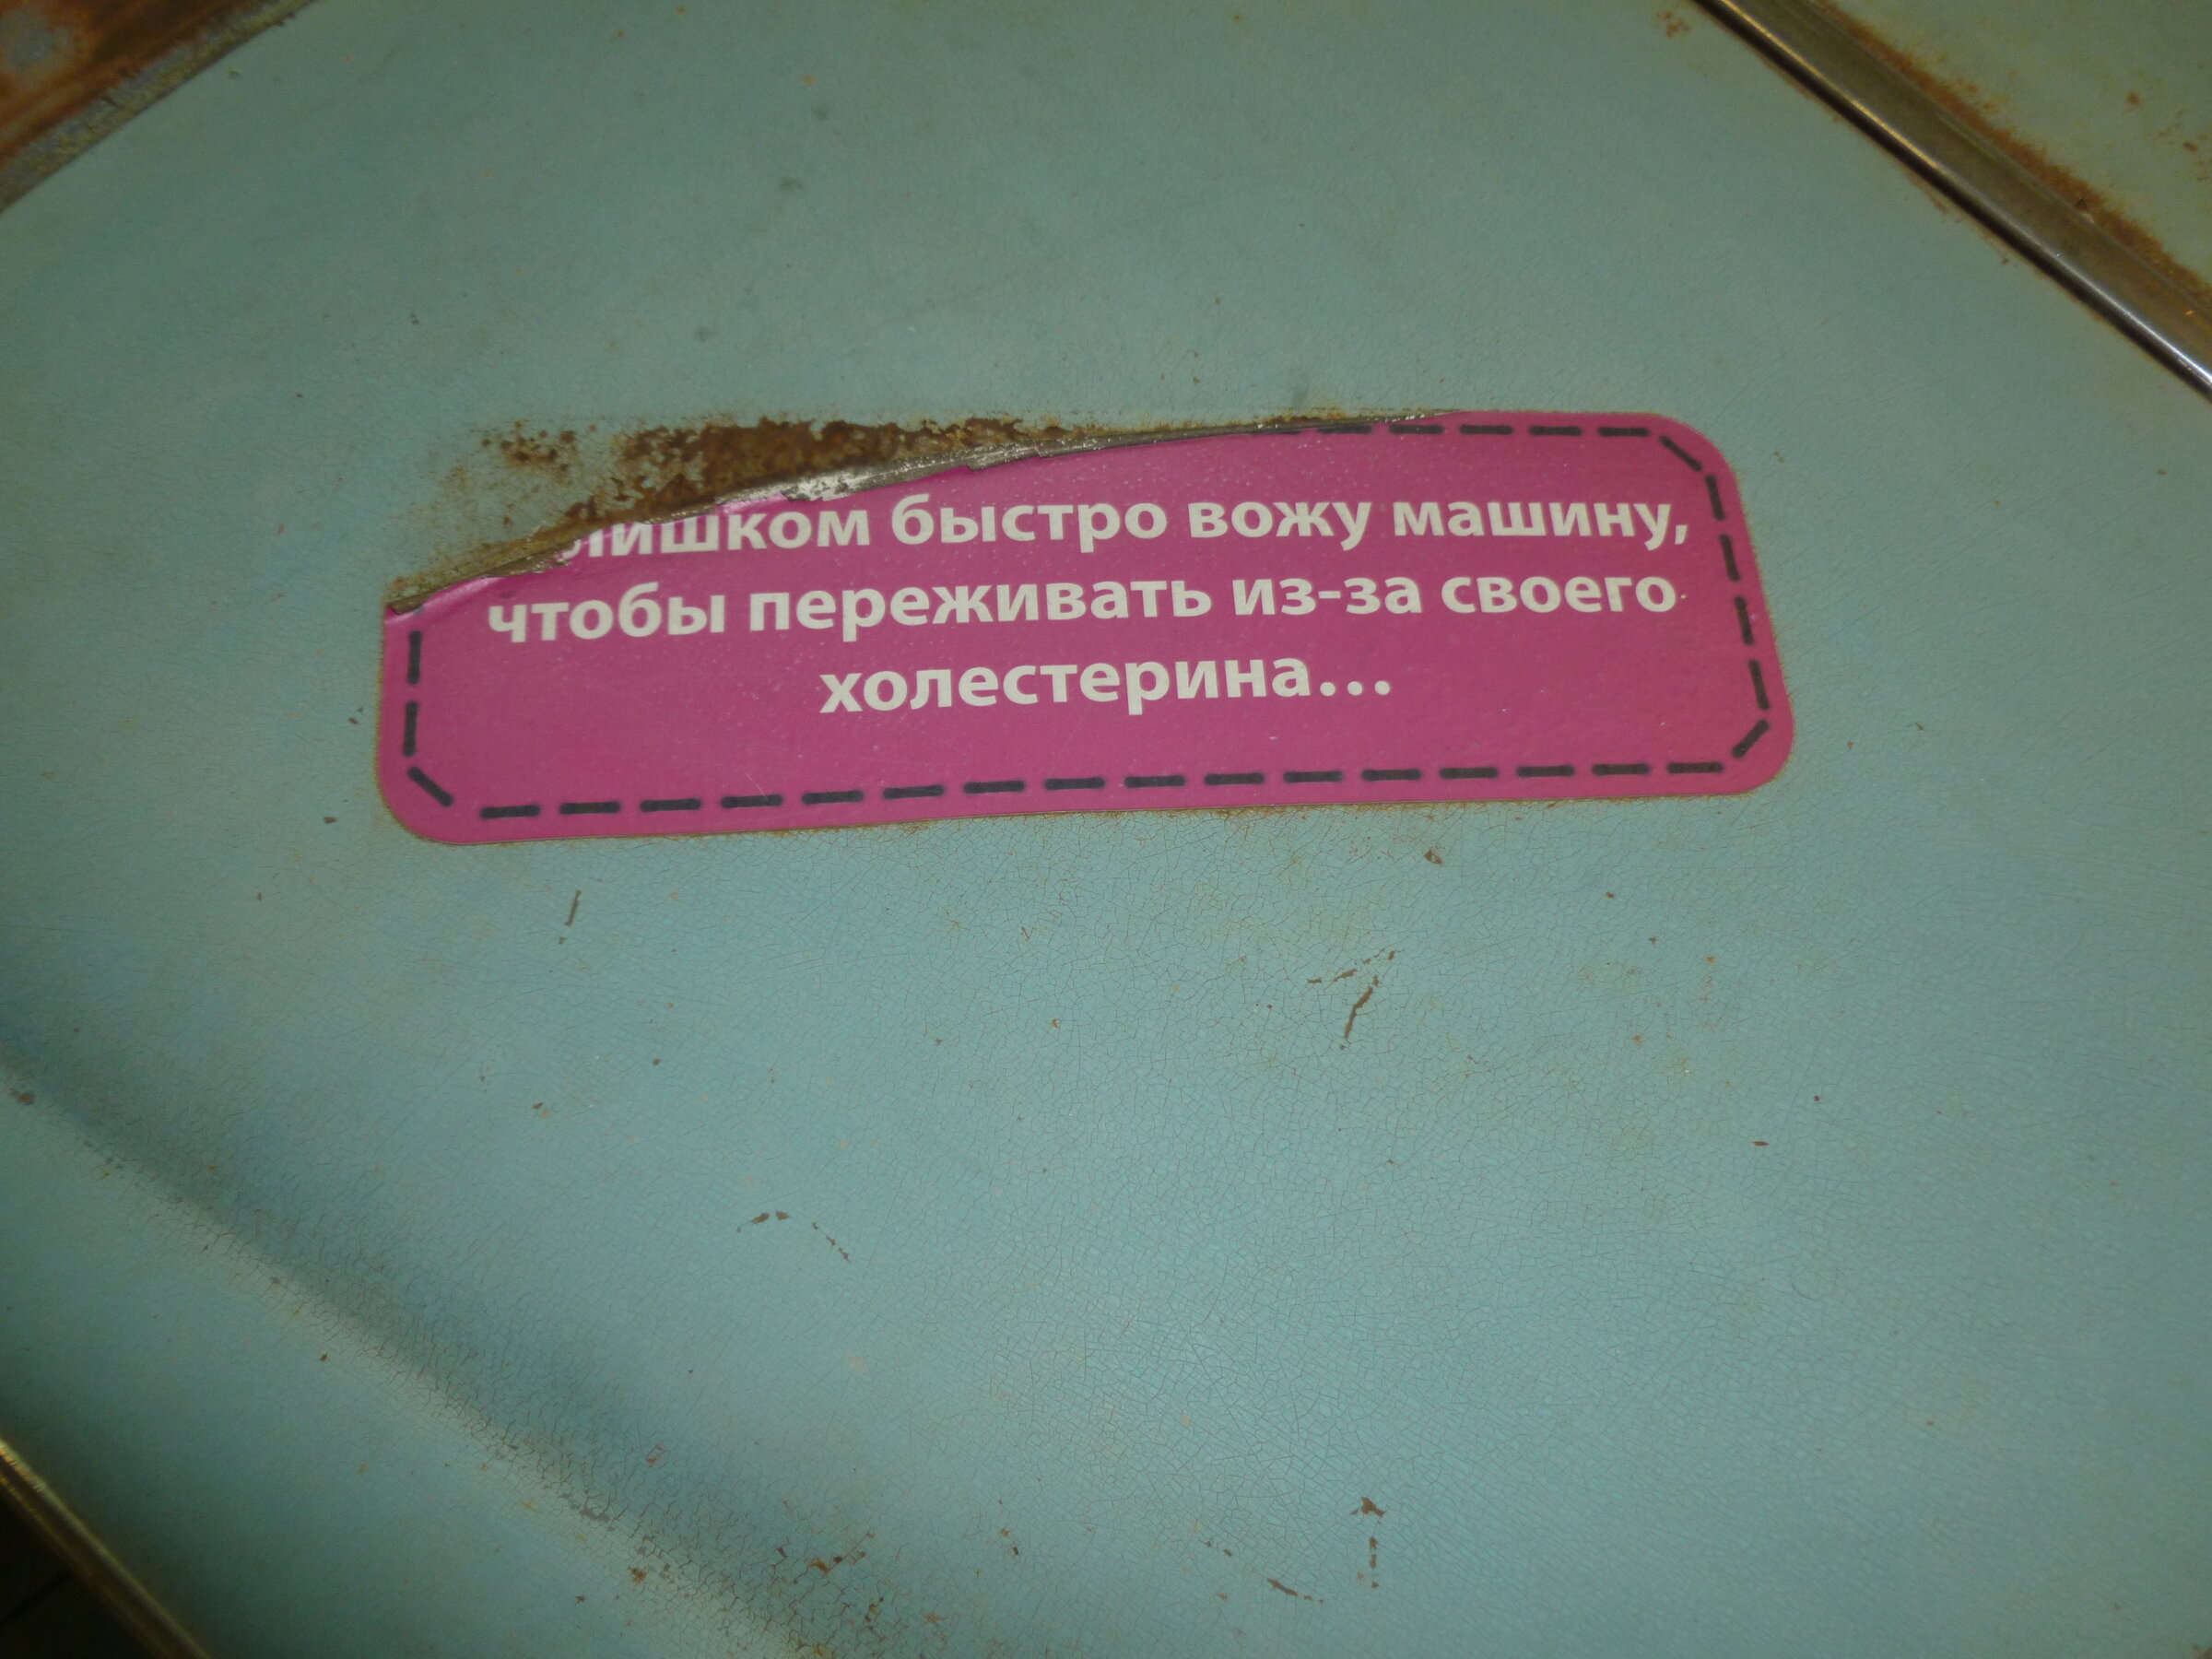 лишком быстро вожу машину,
чтобы переживать из-за своего
холестерина...